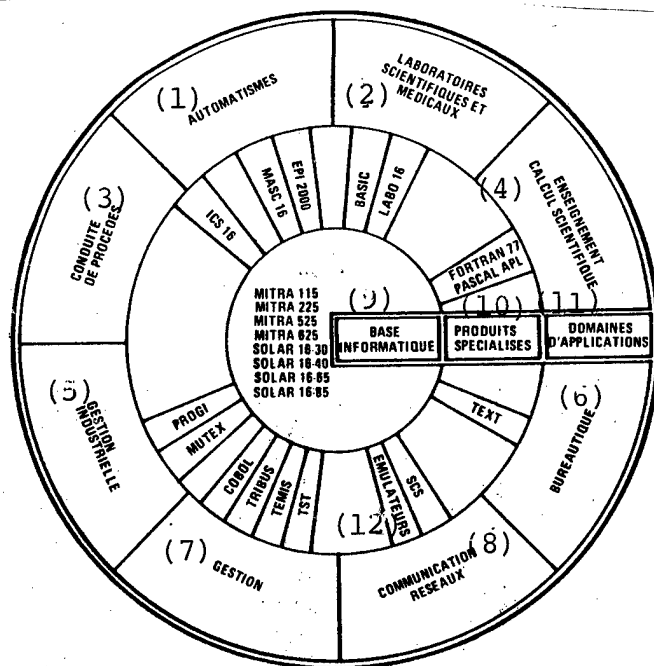 (1)
AUTOMATISMES
(2)
LABORATOIRES
SCIENTIFIQUES ET
MEDICAUX
(3)
CONDUITE
DE PROCEDES
(4)
ENSEIGNEMENT
CALCUL SCIENTIFIQUE
ICS 16
MASC 16
EPI 2000
BASIC
LABO 16
FORTRAN 77
PASCAL APL
MITRA 115
MITRA 225
MITRA 525
MITRA 625
SOLAR 16-30
SOLAR 16-40
SOLAR 16-65
SOLAR 16-85
(9)
BASE
INFORMATIQUE
(10)
PRODUITS
SPECIALISES
(11)
DOMAINES
D'APPLICATIONS
(5)
GESTION
INDUSTRIELLE
PROGI
MUTEX
COBOL
TRIBUS
TEMIS
TST
(12)
EMULATEURS
SCS
TEXT
(6)
BUREAUTIQUE
(7)
GESTION
(8)
COMMUNICATION
RESEAUX